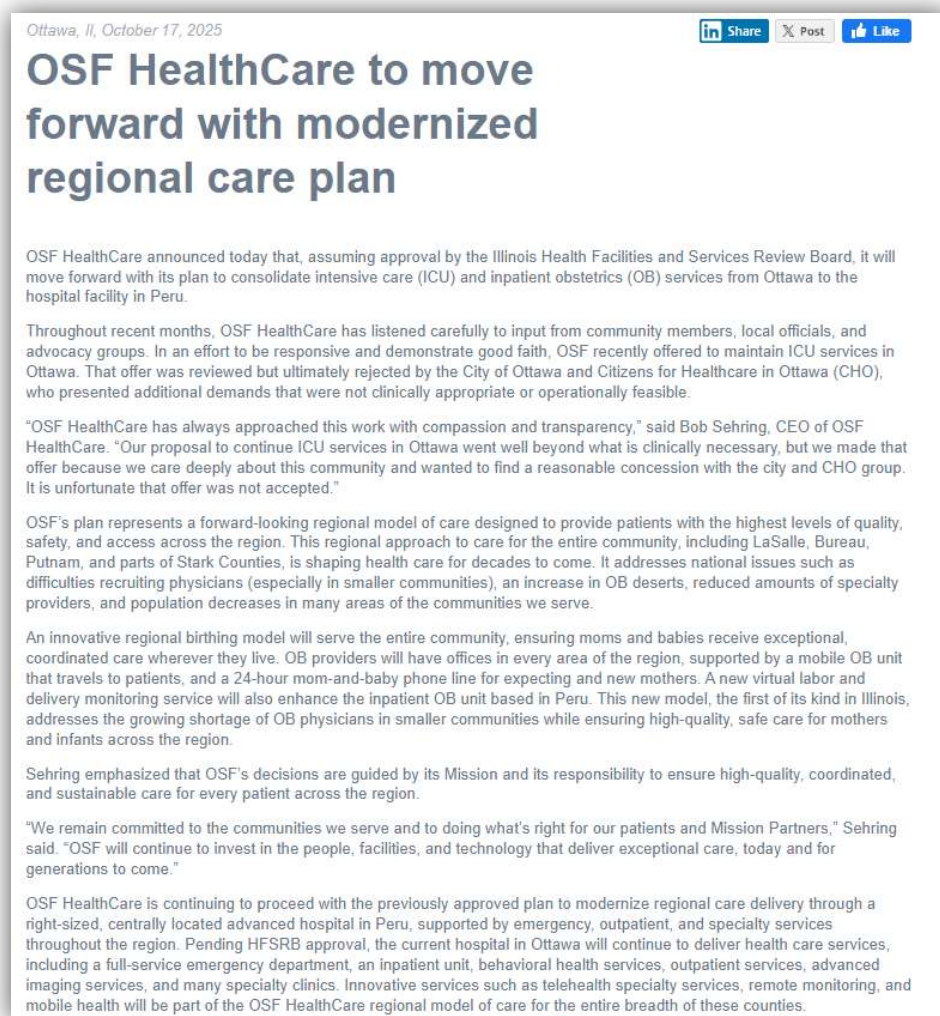 Ottawa, Il, October 17, 2025
Share
Post
Like
OSF HealthCare to move
forward with modernized
regional care plan
OSF HealthCare announced today that, assuming approval by the Illinois Health Facilities and Services Review Board, it will
move forward with its plan to consolidate intensive care (ICU) and inpatient obstetrics (OB) services from Ottawa to the
hospital facility in Peru.
Throughout recent months, OSF HealthCare has listened carefully to input from community members, local officials, and
advocacy groups. In an effort to be responsive and demonstrate good faith, OSF recently offered to maintain ICU services in
Ottawa. That offer was reviewed but ultimately rejected by the City of Ottawa and Citizens for Healthcare in Ottawa (CHO),
who presented additional demands that were not clinically appropriate or operationally feasible.
“OSF HealthCare has always approached this work with compassion and transparency,” said Bob Sehring, CEO of OSF
HealthCare. “Our proposal to continue ICU services in Ottawa went well beyond what is clinically necessary, but we made that
offer because we care deeply about this community and wanted to find a reasonable concession with the city and CHO group.
It is unfortunate that offer was not accepted.”
OSF’s plan represents a forward-looking regional model of care designed to provide patients with the highest levels of quality,
safety, and access across the region. This regional approach to care for the entire community, including LaSalle, Bureau,
Putnam, and parts of Stark Counties, is shaping health care for decades to come. It addresses national issues such as
difficulties recruiting physicians (especially in smaller communities), an increase in OB deserts, reduced amounts of specialty
providers, and population decreases in many areas of the communities we serve.
An innovative regional birthing model will serve the entire community, ensuring moms and babies receive exceptional,
coordinated care wherever they live. OB providers will have offices in every area of the region, supported by a mobile OB unit
that travels to patients, and a 24-hour mom-and-baby phone line for expecting and new mothers. A new virtual labor and
delivery monitoring service will also enhance the inpatient OB unit based in Peru. This new model, the first of its kind in Illinois,
addresses the growing shortage of OB physicians in smaller communities while ensuring high-quality, safe care for mothers
and infants across the region.
Sehring emphasized that OSF’s decisions are guided by its Mission and its responsibility to ensure high-quality, coordinated,
and sustainable care for every patient across the region.
“We remain committed to the communities we serve and to doing what’s right for our patients and Mission Partners,” Sehring
said. “OSF will continue to invest in the people, facilities, and technology that deliver exceptional care, today and for
generations to come.”
OSF HealthCare is continuing to proceed with the previously approved plan to modernize regional care delivery through a
right-sized, centrally located advanced hospital in Peru, supported by emergency, outpatient, and specialty services
throughout the region. Pending HFSRB approval, the current hospital in Ottawa will continue to deliver health care services,
including a full-service emergency department, an inpatient unit, behavioral health services, outpatient services, advanced
imaging services, and many specialty clinics. Innovative services such as telehealth specialty services, remote monitoring, and
mobile health will be part of the OSF HealthCare regional model of care for the entire breadth of these counties.